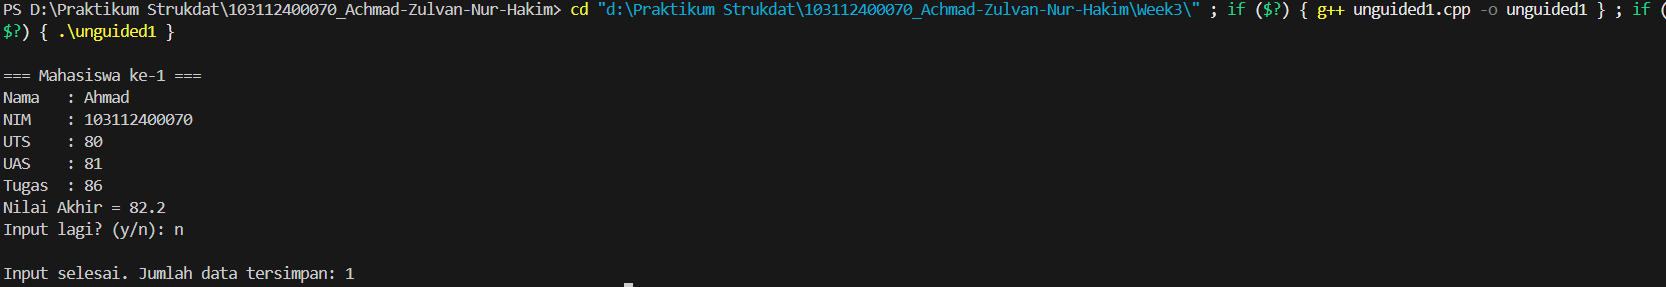 PS D:\Praktikum Strukdat\103112400070_Achmad-Zulvan-Nur-Hakim> cd "d:\Praktikum Strukdat\103112400070_Achmad-Zulvan-Nur-Hakim\Week3\" ; if ($?) { g++ unguided1.cpp -o unguided1 } ; if (
$?) { .\unguided1 }
=== Mahasiswa ke-1 ===
Nama   : Ahmad
NIM    : 103112400070
UTS    : 80
UAS    : 81
Tugas  : 86
Nilai Akhir = 82.2
Input lagi? (y/n): n
Input selesai. Jumlah data tersimpan: 1